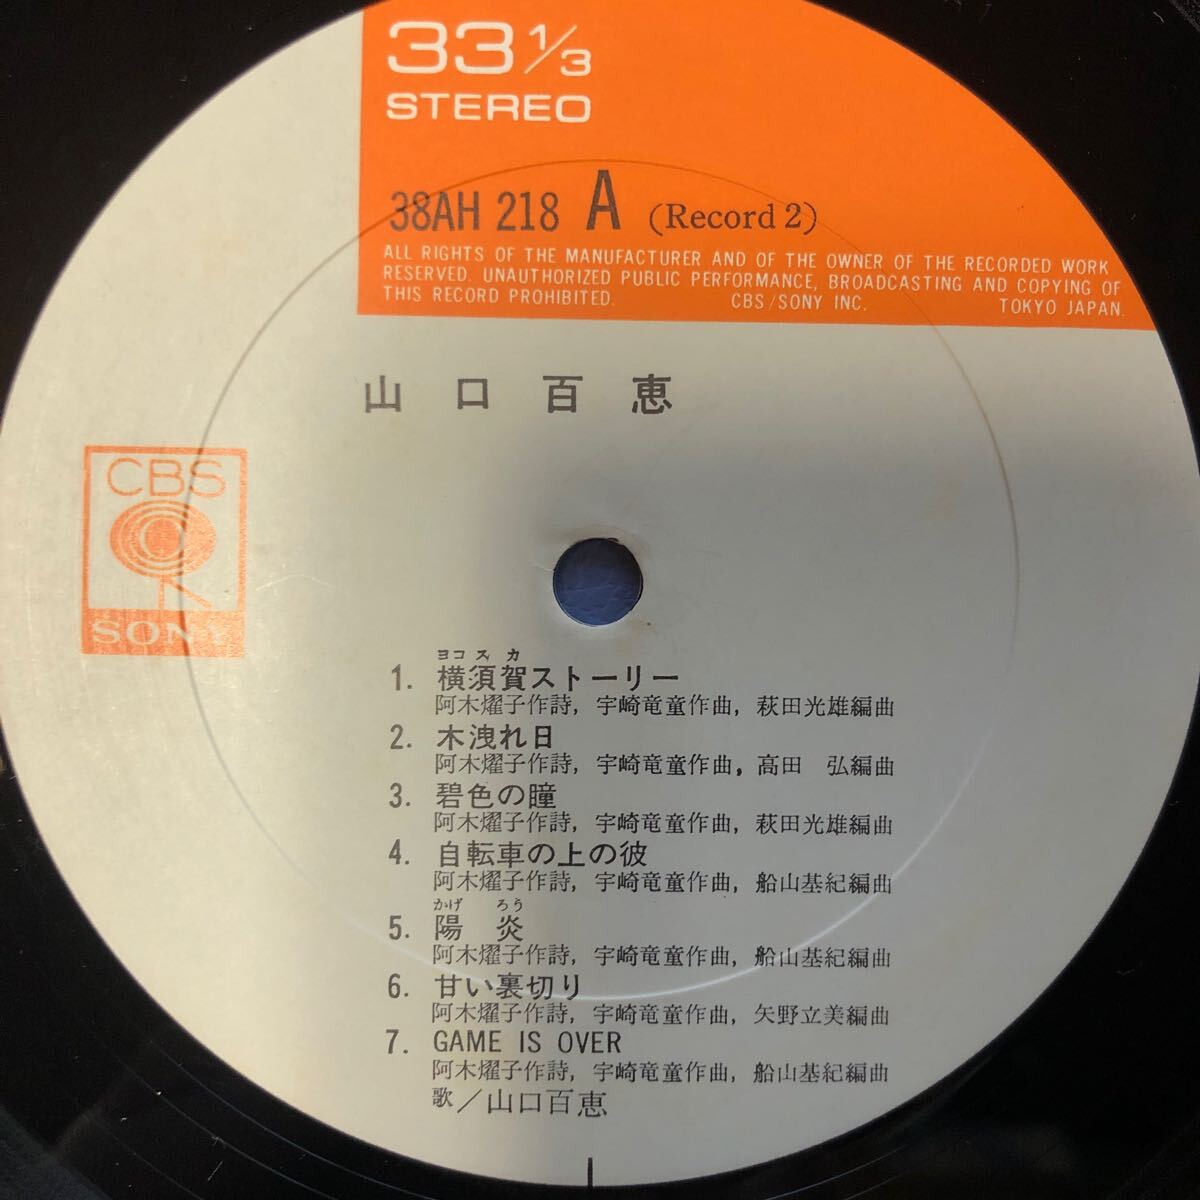 33 1/3
STEREO
38AH 218 A (Record 2)
ALL RIGHTS OF THE MANUFACTURER AND OF THE OWNER OF THE RECORDED WORK
RESERVED. UNAUTHORIZED PUBLIC PERFORMANCE, BROADCASTING AND COPYING OF
THIS RECORD PROHIBITED. CBS/SONY INC. TOKYO JAPAN.
山口百恵
CBS
SONY
ヨコ スカ
1. 横須賀ストーリー
阿木燿子作詩, 宇崎竜童作曲, 萩田光雄編曲
2. 木洩れ日
阿木燿子作詩, 宇崎竜童作曲, 高田 弘編曲
3. 碧色の瞳
阿木燿子作詩, 宇崎竜童作曲, 萩田光雄編曲
4. 自転車の上の彼
阿木燿子作詩, 宇崎竜童作曲, 船山基紀編曲
かげ ろう
5. 陽炎
阿木燿子作詩, 宇崎竜童作曲, 船山基紀編曲
6. 甘い裏切り
阿木燿子作詩, 宇崎竜童作曲, 矢野立美編曲
7. GAME IS OVER
阿木燿子作詩, 宇崎竜童作曲, 船山基紀編曲
歌/山口百恵